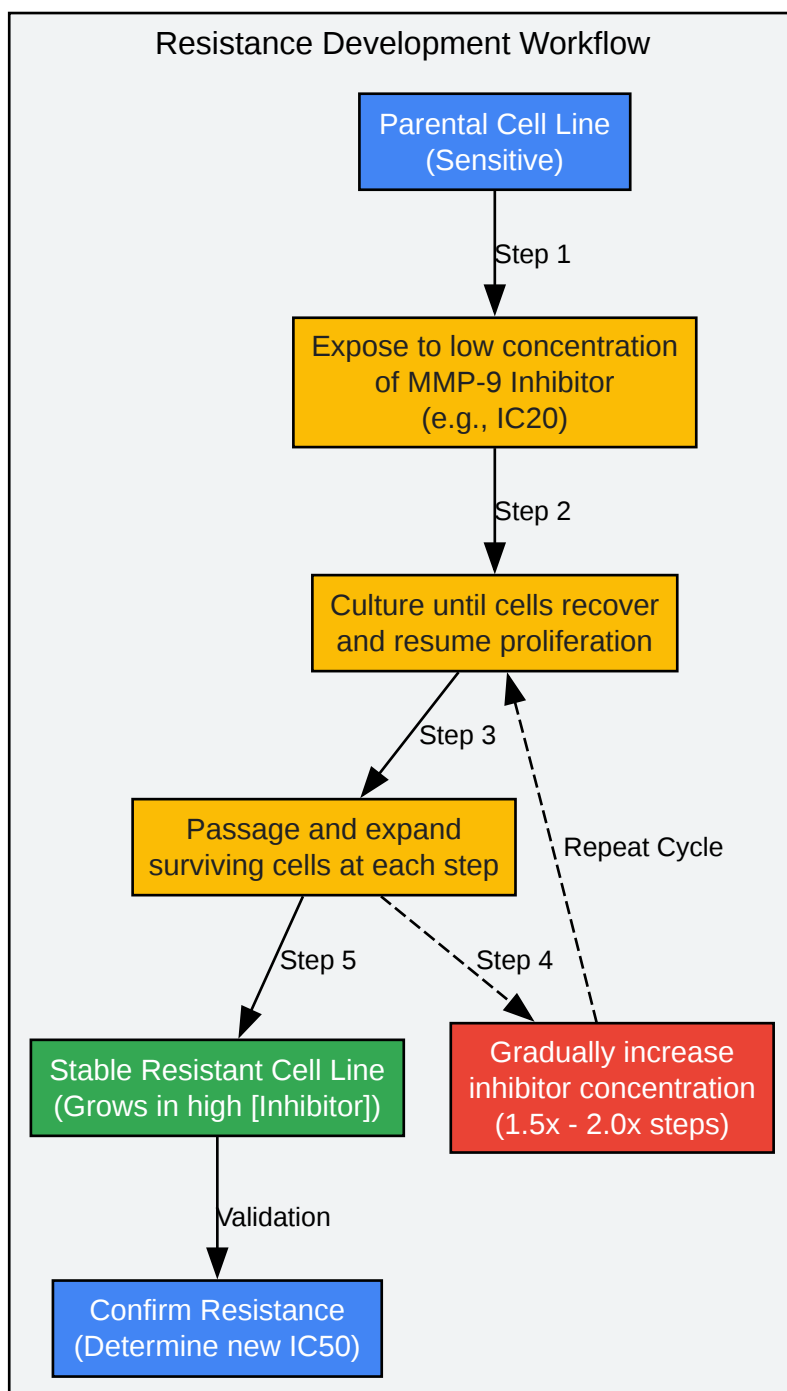 Resistance Development Workflow
Parental Cell Line
(Sensitive)
Step 1
Expose to low concentration
of MMP-9 Inhibitor
(e.g., IC20)
Step 2
Culture until cells recover
and resume proliferation
Step 3
Passage and expand
surviving cells at each step
Repeat Cycle
Step 5
Step 4
Stable Resistant Cell Line
(Grows in high [Inhibitor])
Gradually increase
inhibitor concentration
(1.5x - 2.0x steps)
Validation
Confirm Resistance
(Determine new IC50)